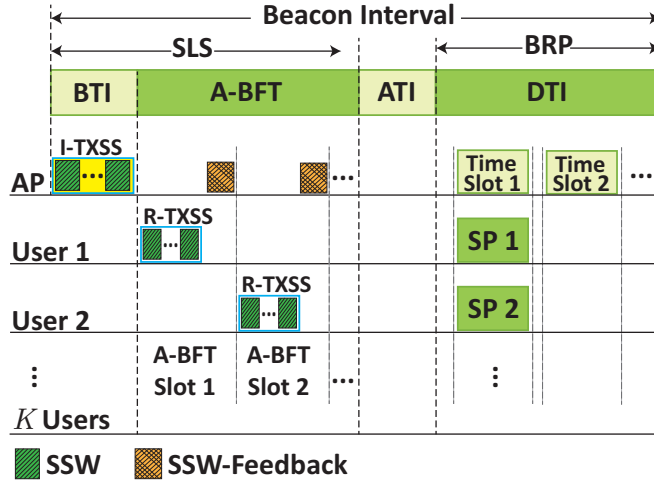 Beacon Interval
SLS
BRP
BTI
A-BFT
ATI
DTI
I-TXSS
...
...
Time
Slot 1
Time
Slot 2
...
AP
R-TXSS
...
SP 1
User 1
R-TXSS
...
SP 2
User 2
A-BFT
Slot 1
A-BFT
Slot 2
...
⋮
⋮
K Users
SSW
SSW-Feedback